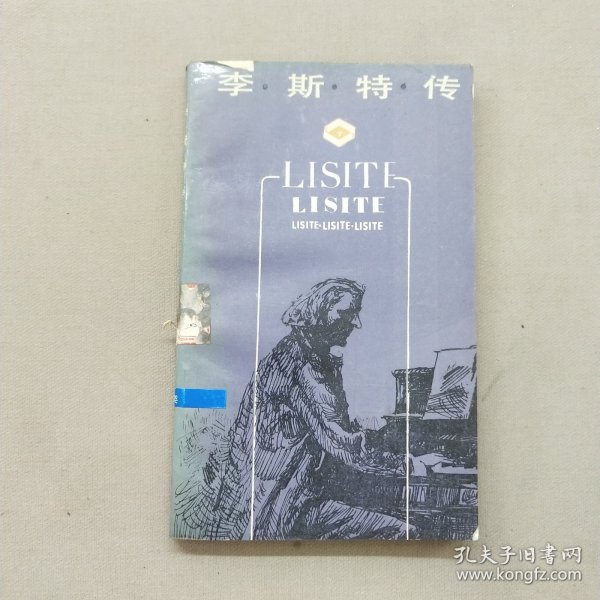 李·斯·特·传
LISITE
LISITE
LISITE·LISITE·LISITE
孔夫子旧书网
www.kongfz.com